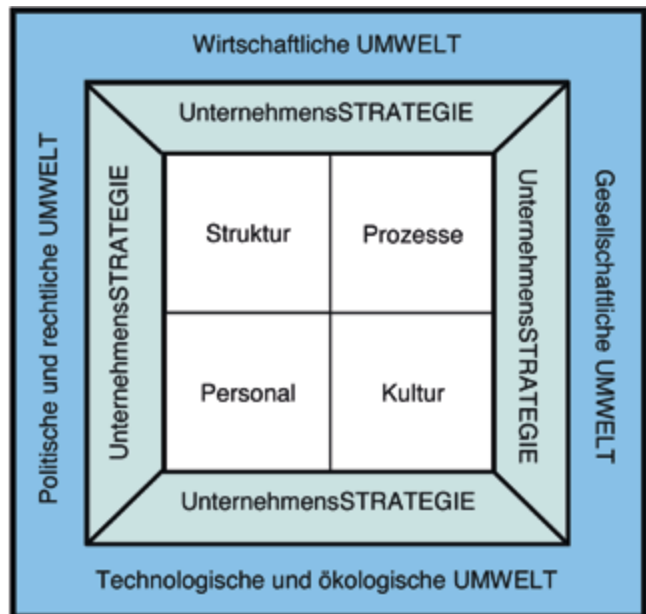 Wirtschaftliche UMWELT
UnternehmensSTRATEGIE
Politische und rechtliche UMWELT
UnternehmensSTRATEGIE
Struktur
Prozesse
Personal
Kultur
UnternehmensSTRATEGIE
Gesellschaftliche UMWELT
UnternehmensSTRATEGIE
Technologische und ökologische UMWELT